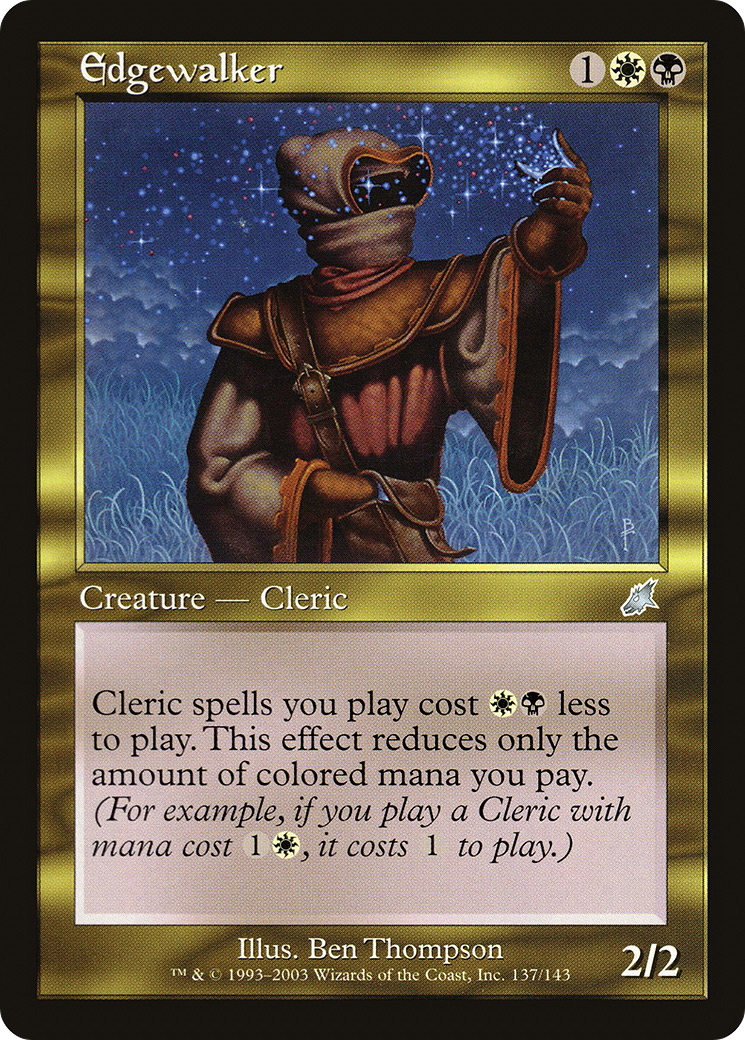 Edgewalker 1
Creature — Cleric
Cleric spells you play cost less
to play. This effect reduces only the
amount of colored mana you pay.
(For example, if you play a Cleric with
mana cost 1 , it costs 1 to play.)
Illus. Ben Thompson
™ & © 1993–2003 Wizards of the Coast, Inc. 137/143
2/2